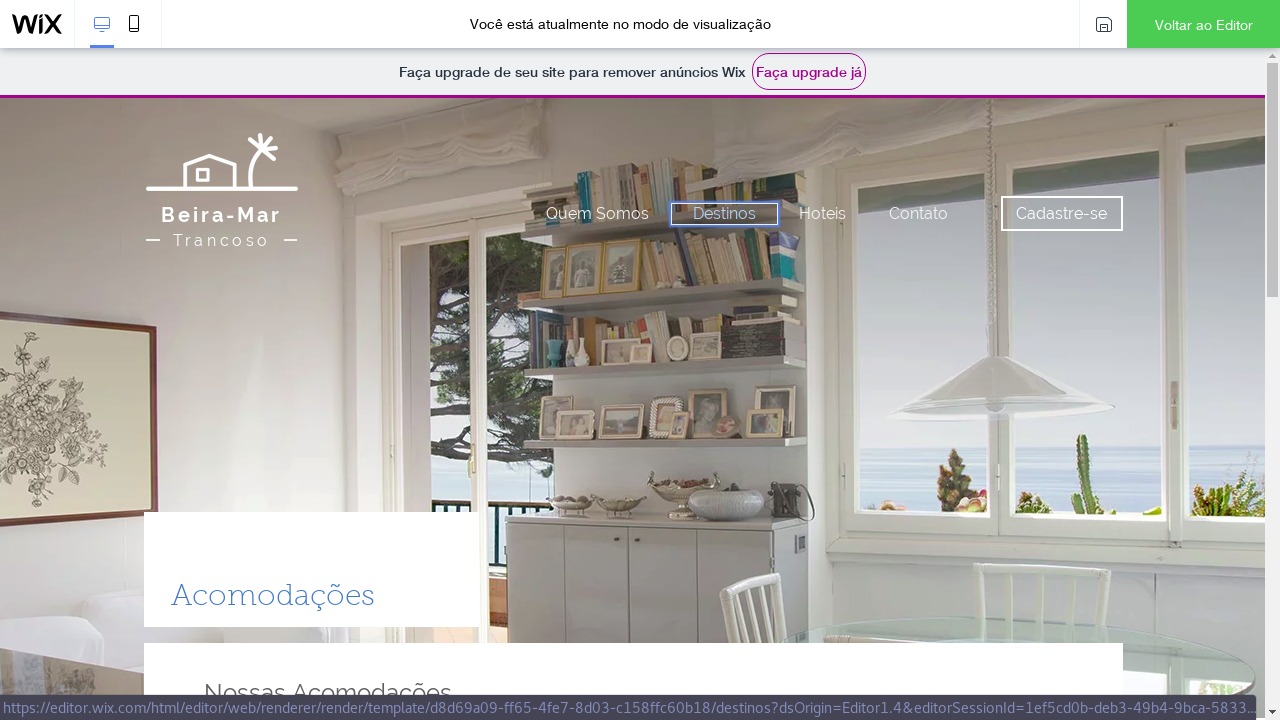 WiX
Você está atualmente no modo de visualização
Voltar ao Editor
Faça upgrade de seu site para remover anúncios Wix Faça upgrade já
Beira-Mar
Trancoso
Quem Somos Destinos Hoteis Contato Cadastre-se
Acomodações
Nossas Acomodações
https://editor.wix.com/html/editor/web/renderer/render/template/d8d69a09-ff65-4fe7-8d03-c158ffc60b18/destinos?dsOrigin=Editor1.4&editorSessionId=1ef5cd0b-deb3-49b4-9bca-5833...